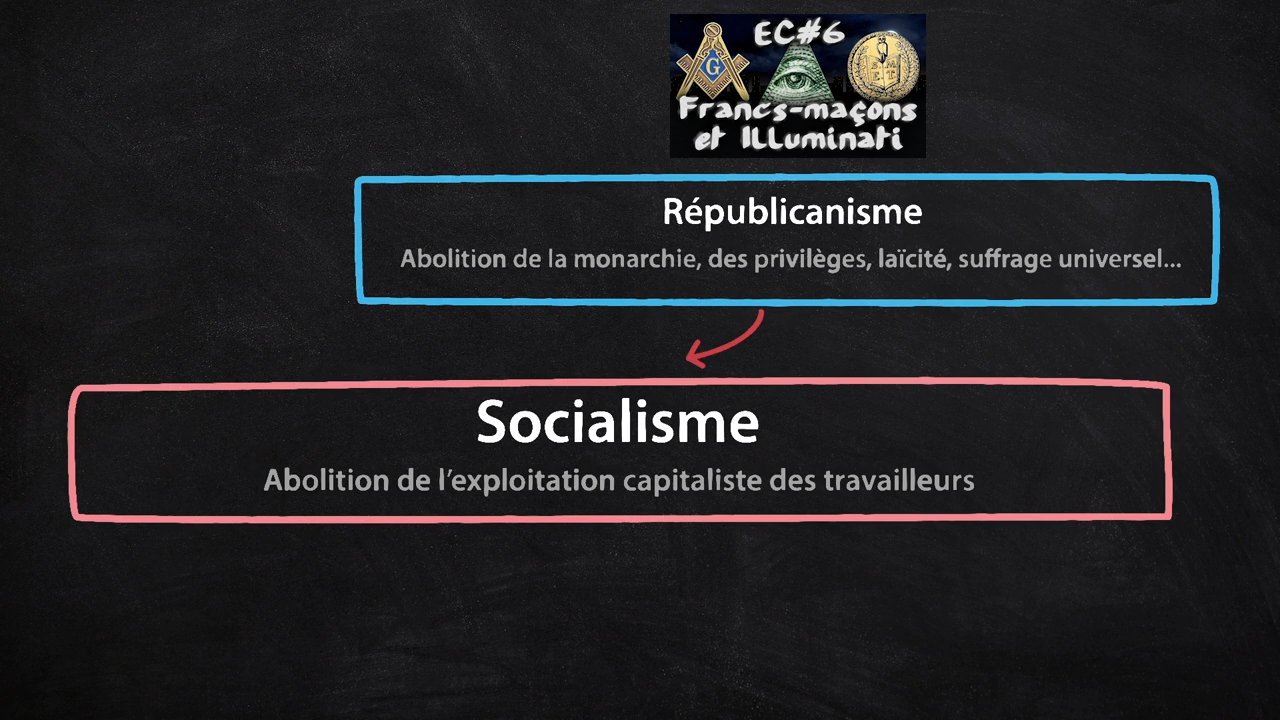 EC#6
G
Francs-maçons
et ILLuminati
Républicanisme
Abolition de la monarchie, des privilèges, laïcité, suffrage universel...
Socialisme
Abolition de l'exploitation capitaliste des travailleurs